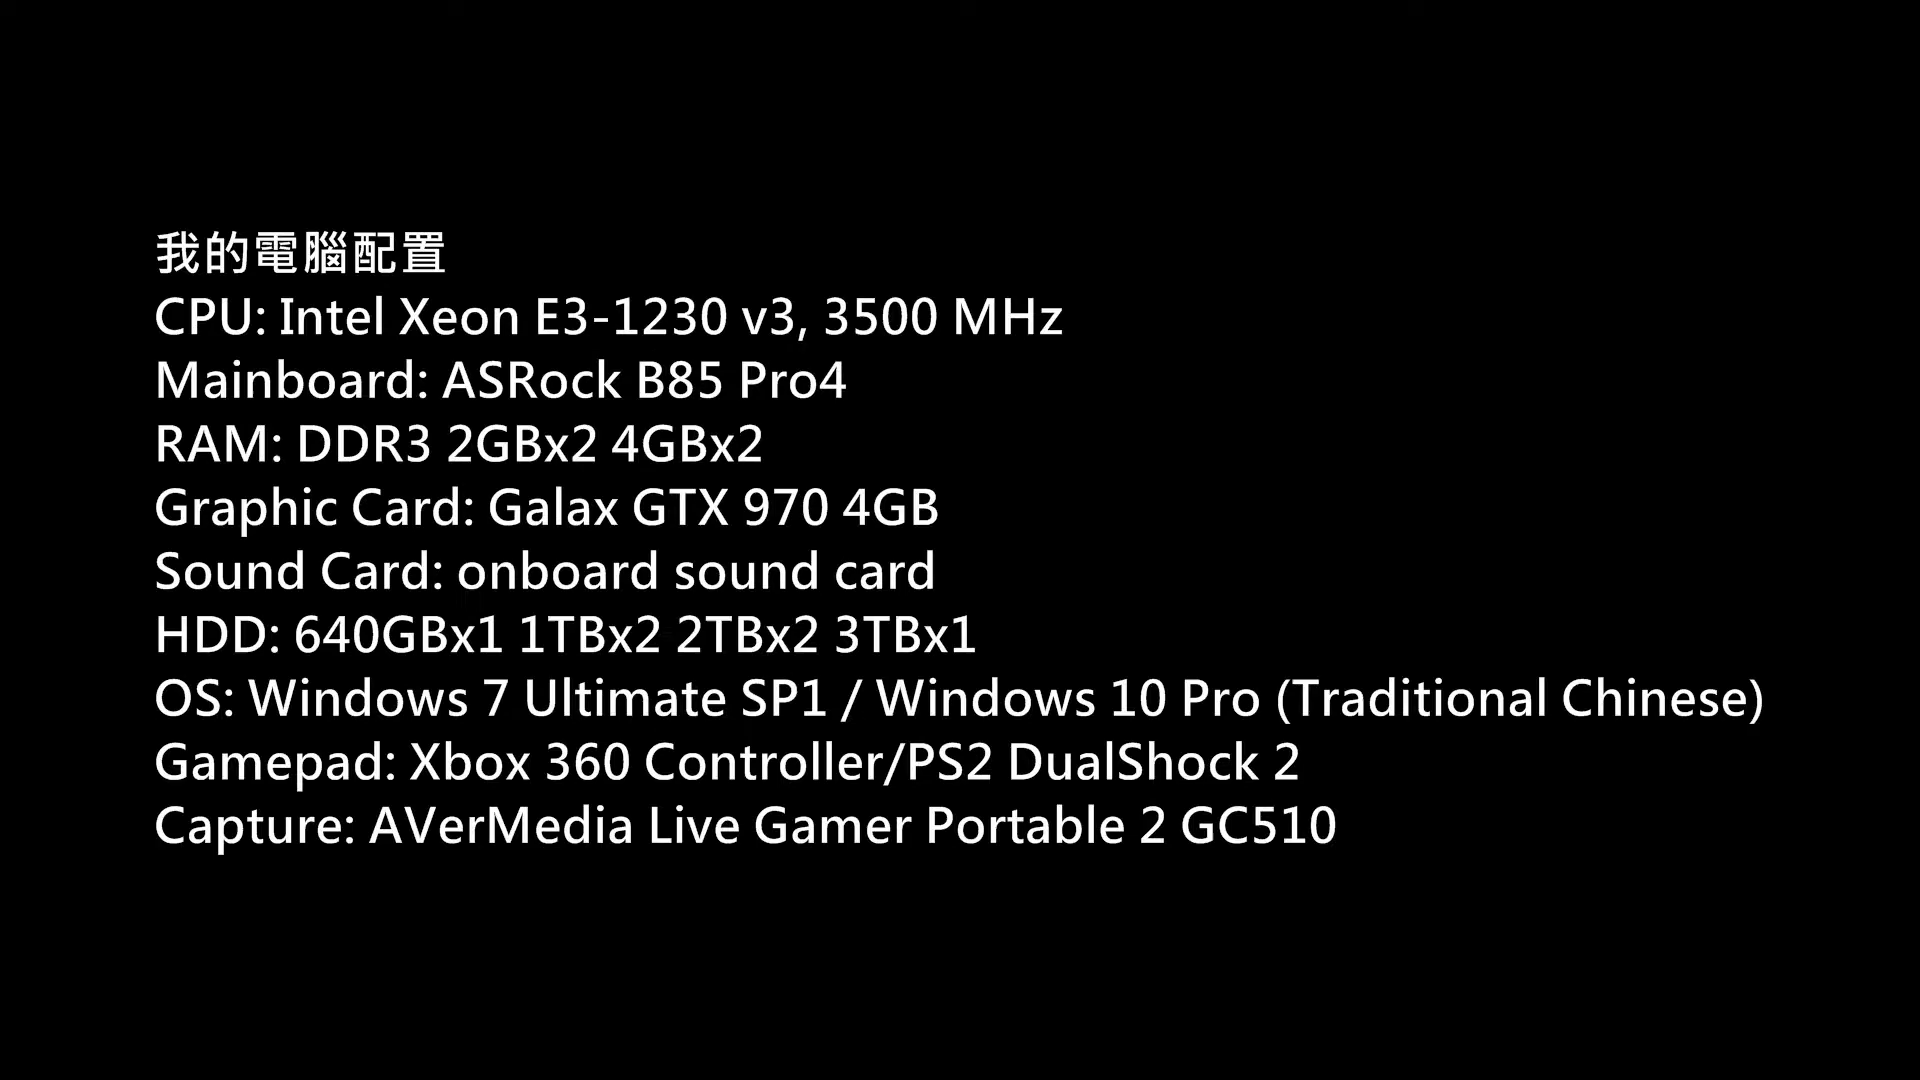 我的電腦配置
CPU: Intel Xeon E3-1230 v3, 3500 MHz
Mainboard: ASRock B85 Pro4
RAM: DDR3 2GBx2 4GBx2
Graphic Card: Galax GTX 970 4GB
Sound Card: onboard sound card
HDD: 640GBx1 1TBx2 2TBx2 3TBx1
OS: Windows 7 Ultimate SP1 / Windows 10 Pro (Traditional Chinese)
Gamepad: Xbox 360 Controller/PS2 DualShock 2
Capture: AVerMedia Live Gamer Portable 2 GC510